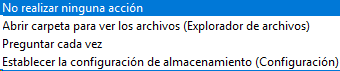 No realizar ninguna acción
Abrir carpeta para ver los archivos (Explorador de archivos)
Preguntar cada vez
Establecer la configuración de almacenamiento (Configuración)